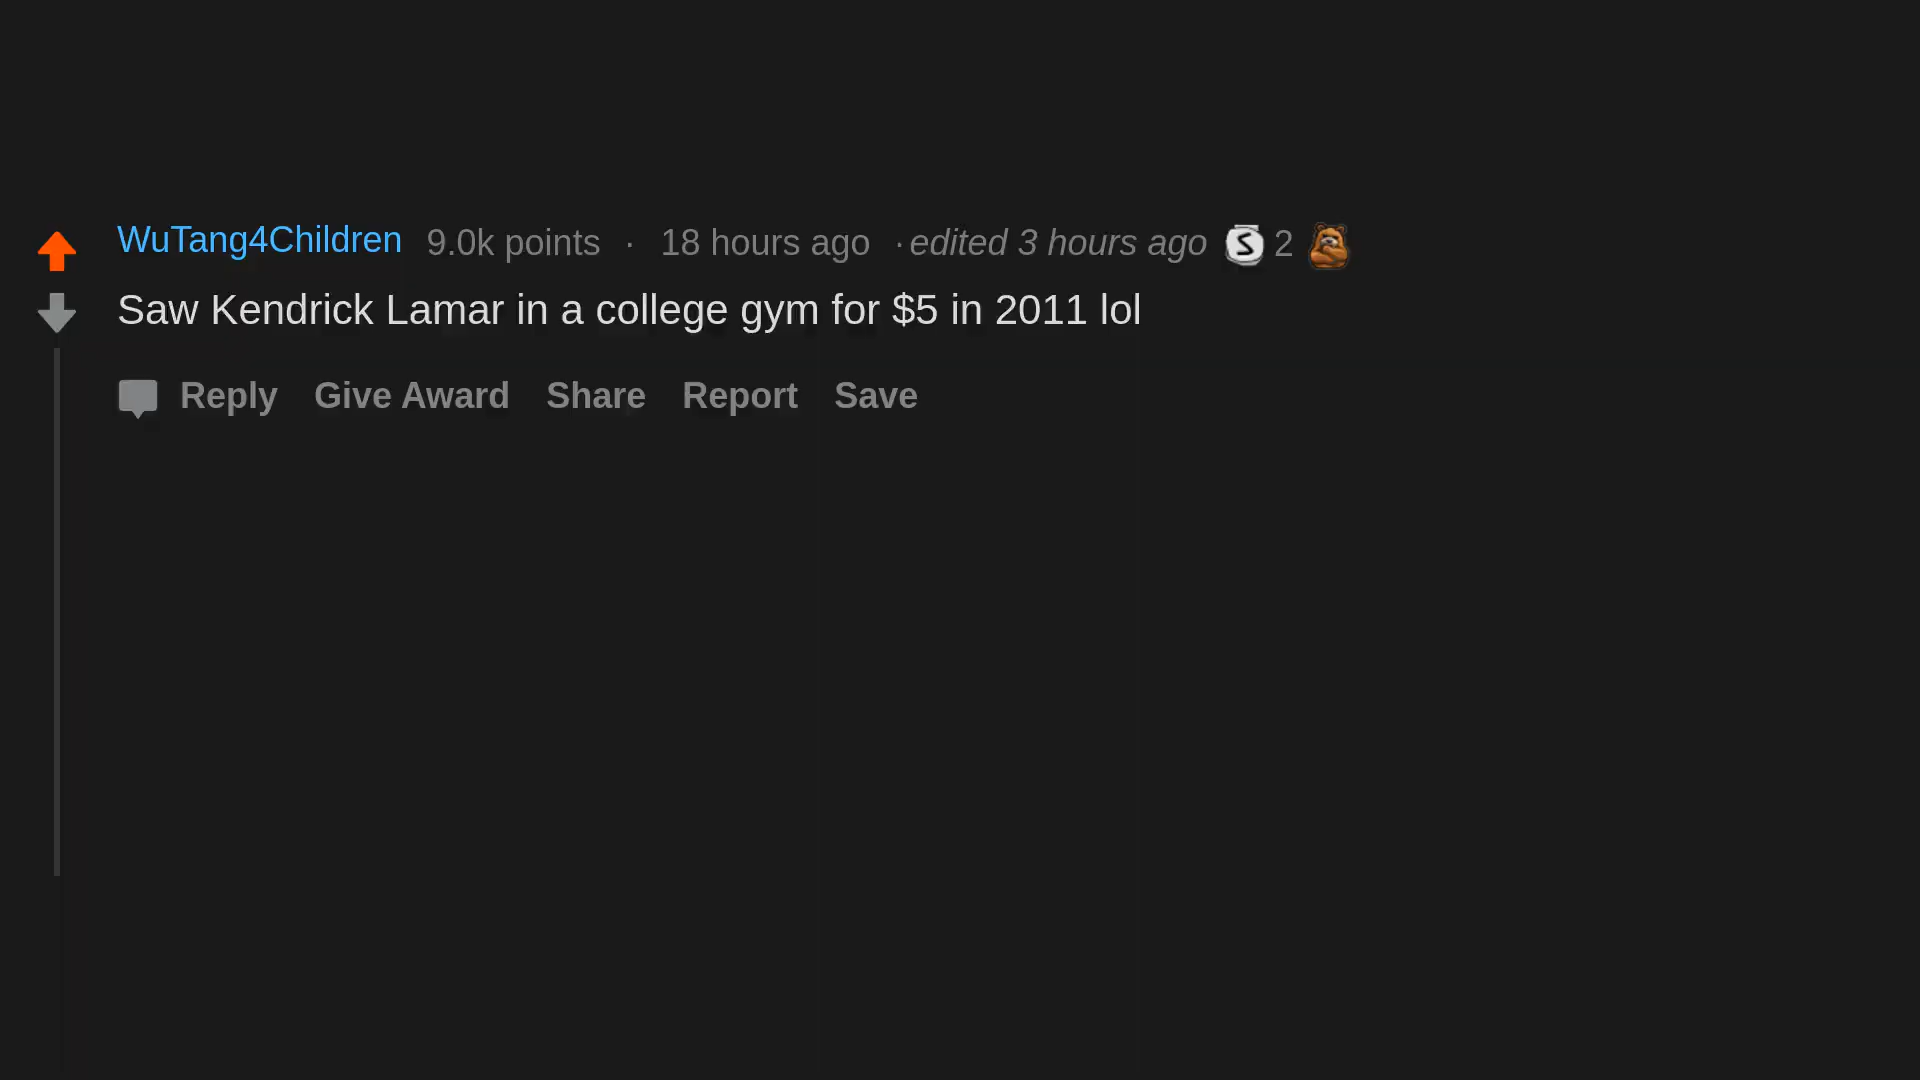 WuTang4Children 9.0k points · 18 hours ago · edited 3 hours ago S 2
Saw Kendrick Lamar in a college gym for $5 in 2011 lol
Reply Give Award Share Report Save